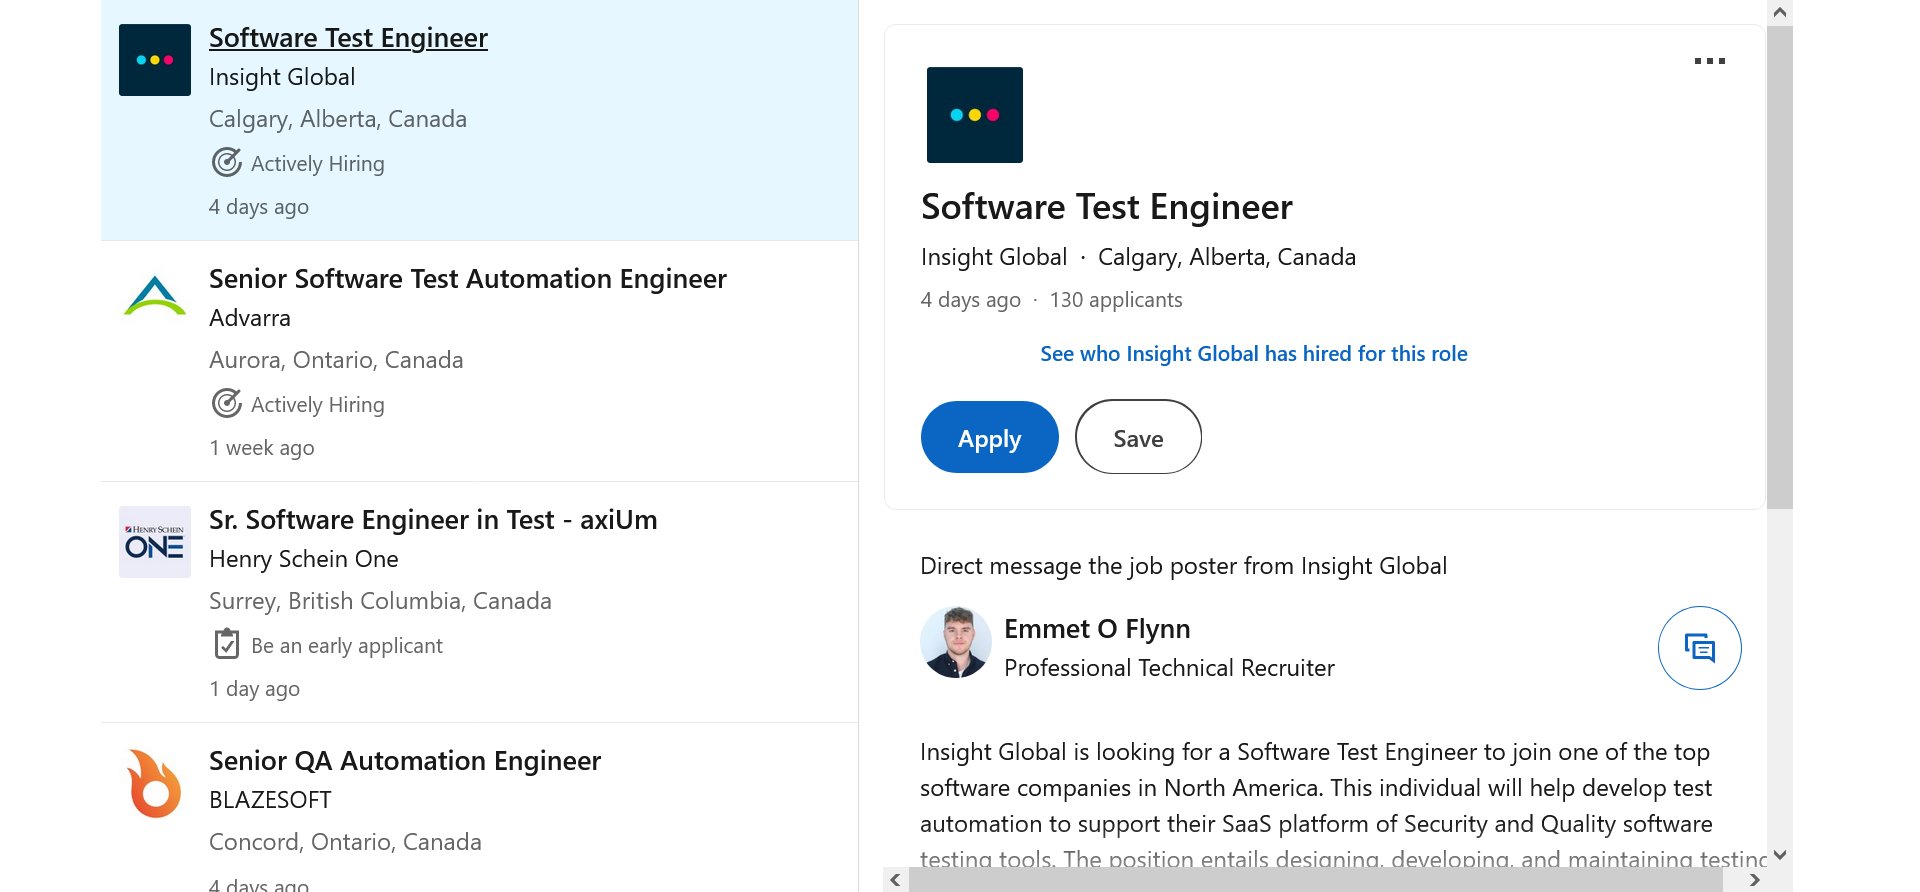 Software Test Engineer
Insight Global
Calgary, Alberta, Canada
Actively Hiring
4 days ago
Senior Software Test Automation Engineer
Advarra
Aurora, Ontario, Canada
Actively Hiring
1 week ago
HENRY SCHEIN
ONE
Sr. Software Engineer in Test - axiUm
Henry Schein One
Surrey, British Columbia, Canada
Be an early applicant
1 day ago
Senior QA Automation Engineer
BLAZESOFT
Concord, Ontario, Canada
4 days ago
Software Test Engineer
Insight Global · Calgary, Alberta, Canada
4 days ago · 130 applicants
See who Insight Global has hired for this role
Apply
Save
Direct message the job poster from Insight Global
Emmet O Flynn
Professional Technical Recruiter
Insight Global is looking for a Software Test Engineer to join one of the top
software companies in North America. This individual will help develop test
automation to support their SaaS platform of Security and Quality software
testing tools. The position entails designing, developing, and maintaining testing